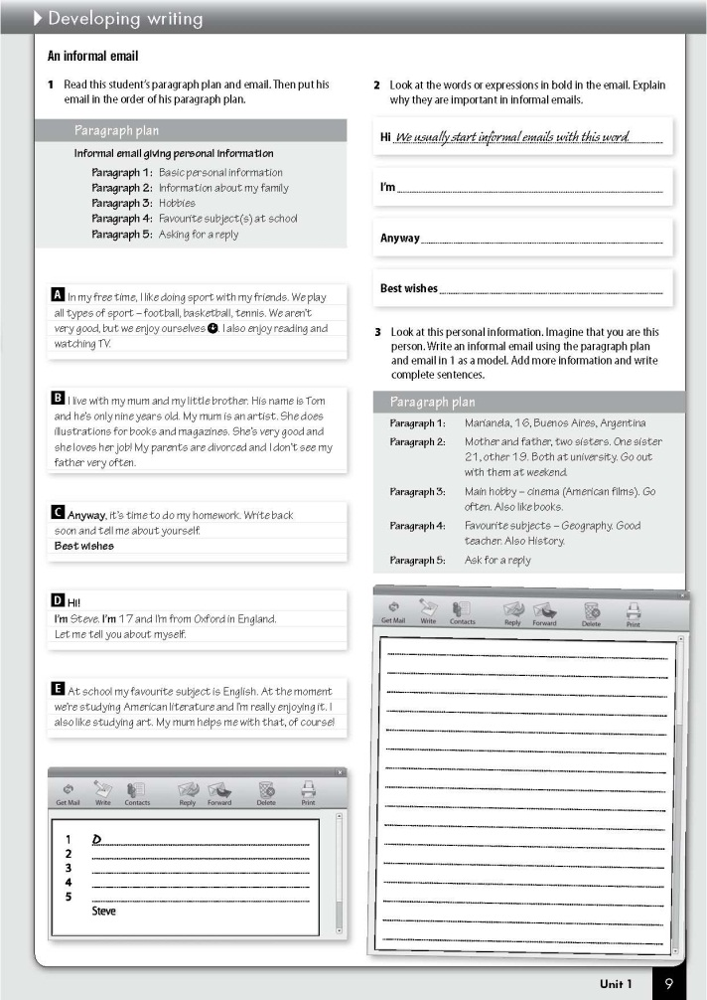 Developing writing
An informal email
1 Read this student's paragraph plan and email. Then put his
email in the order of his paragraph plan.
Paragraph plan
Informal email giving personal information
Paragraph 1: Basic personal information
Paragraph 2: Information about my family
Paragraph 3: Hobbies
Paragraph 4: Favourite subject(s) at school
Paragraph 5: Asking for a reply
A In my free time, I like doing sport with my friends. We play
all types of sport – football, basketball, tennis. We aren't
very good, but we enjoy ourselves. I also enjoy reading and
watching TV.
B I live with my mum and my little brother. His name is Tom
and he's only nine years old. My mum is an artist. She does
illustrations for books and magazines. She's very good and
she loves her job! My parents are divorced and I don't see my
father very often.
C Anyway, it's time to do my homework. Write back
soon and tell me about yourself.
Best wishes
D Hi!
I'm Steve. I'm 17 and I'm from Oxford in England.
Let me tell you about myself.
E At school my favourite subject is English. At the moment
we're studying American literature and I'm really enjoying it. I
also like studying art. My mum helps me with that, of course!
Get Mail Write Contacts Reply Forward Delete Print
1 D
2
3
4
5
Steve
2 Look at the words or expressions in bold in the email. Explain
why they are important in informal emails.
Hi We usually start informal emails with this word.
I'm
Anyway
Best wishes
3 Look at this personal information. Imagine that you are this
person. Write an informal email using the paragraph plan
and email in 1 as a model. Add more information and write
complete sentences.
Paragraph plan
Paragraph 1: Marianela, 16, Buenos Aires, Argentina
Paragraph 2: Mother and father, two sisters. One sister
21, other 19. Both at university. Go out
with them at weekend.
Paragraph 3: Main hobby – cinema (American films). Go
often. Also like books.
Paragraph 4: Favourite subjects – Geography. Good
teacher. Also History.
Paragraph 5: Ask for a reply
Get Mail Write Contacts Reply Forward Delete Print
Unit 1 9